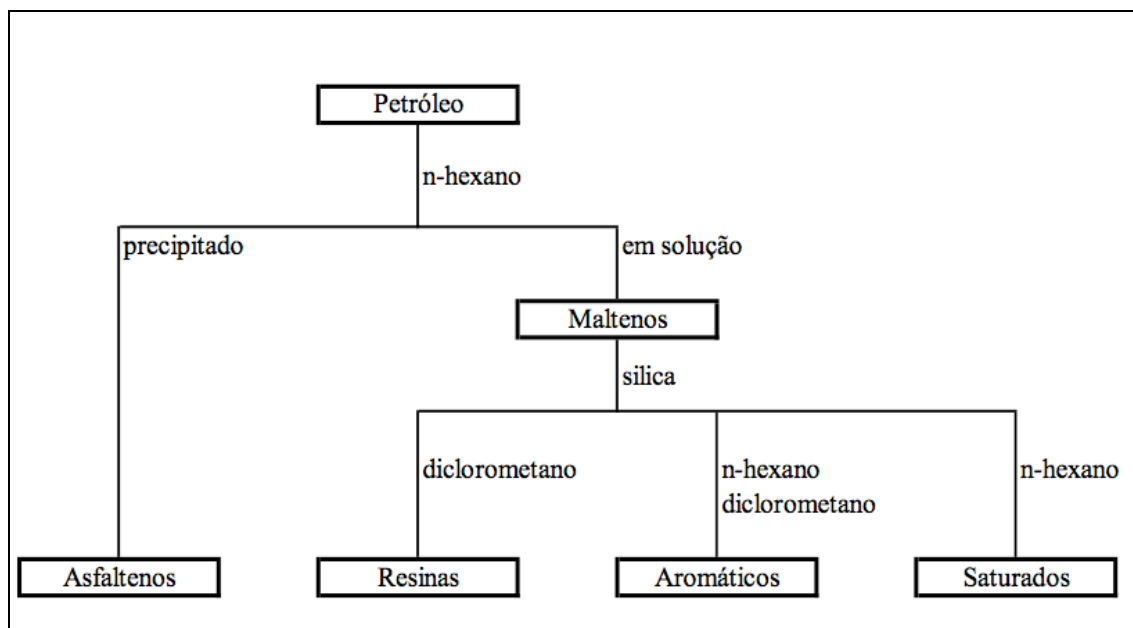 Petróleo
n-hexano
precipitado
em solução
Maltenos
silica
diclorometano
n-hexano
diclorometano
n-hexano
Asfaltenos
Resinas
Aromáticos
Saturados